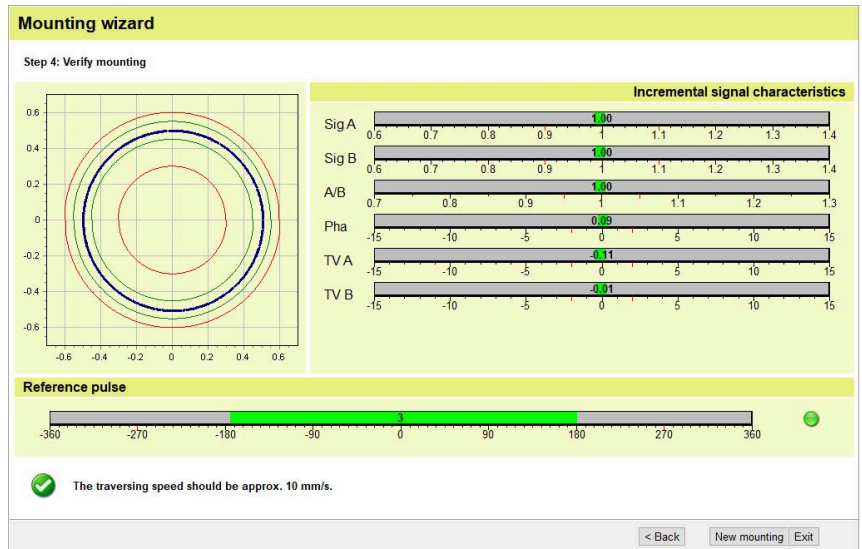 Mounting wizard
Step 4: Verify mounting
0.6
0.4
0.2
0
-0.2
-0.4
-0.6
-0.6 -0.4 -0.2 0 0.2 0.4 0.6
Incremental signal characteristics
Sig A 1.00
0.6 0.7 0.8 0.9 1 1.1 1.2 1.3 1.4
Sig B 1.00
0.6 0.7 0.8 0.9 1 1.1 1.2 1.3 1.4
A/B 1.00
0.7 0.8 0.9 1 1.1 1.2 1.3
Pha 0.09
-15 -10 -5 0 5 10 15
TV A -0.11
-15 -10 -5 0 5 10 15
TV B -0.01
-15 -10 -5 0 5 10 15
Reference pulse
3
-360 -270 -180 -90 0 90 180 270 360
The traversing speed should be approx. 10 mm/s.
< Back New mounting Exit